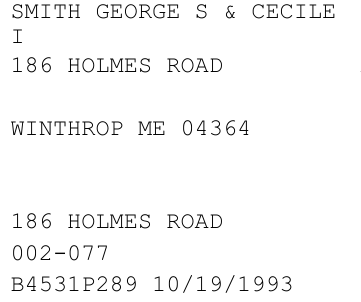 SMITH GEORGE S & CECILE
I
186 HOLMES ROAD
WINTHROP ME 04364
186 HOLMES ROAD
002-077
B4531P289 10/19/1993